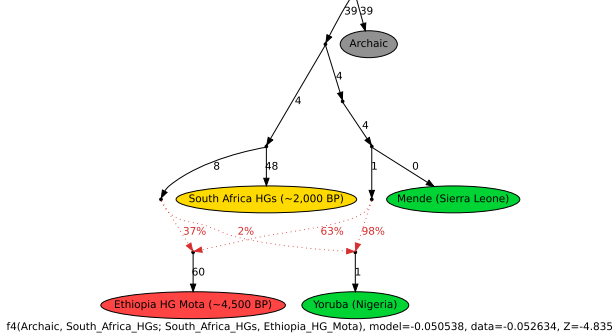 39 39
Archaic
4
4
4
8
48
1
0
South Africa HGs (~2,000 BP)
Mende (Sierra Leone)
37%
2%
63%
98%
60
1
Ethiopia HG Mota (~4,500 BP)
Yoruba (Nigeria)
f4(Archaic, South_Africa_HGs; South_Africa_HGs, Ethiopia_HG_Mota), model=-0.050538, data=-0.052634, Z=-4.835